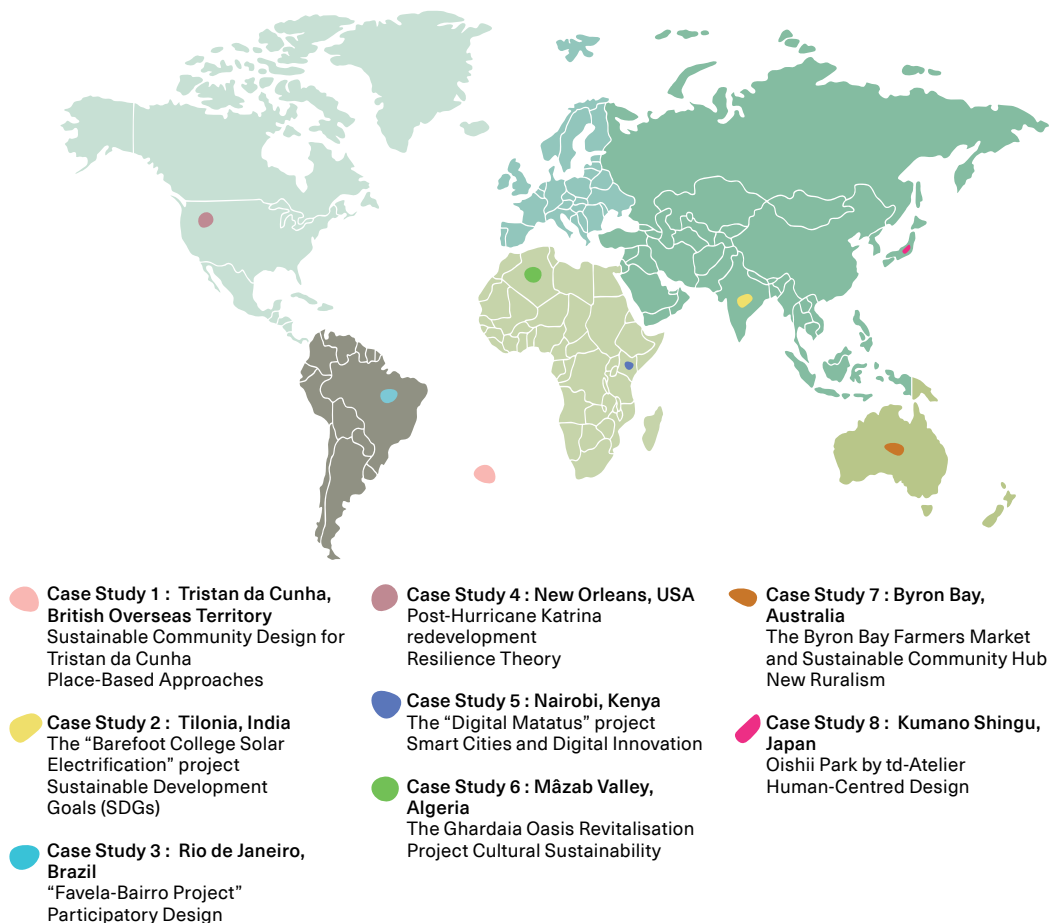 Case Study 1 : Tristan da Cunha,
British Overseas Territory
Sustainable Community Design for
Tristan da Cunha
Place-Based Approaches
Case Study 2 : Tilonia, India
The “Barefoot College Solar
Electrification” project
Sustainable Development
Goals (SDGs)
Case Study 3 : Rio de Janeiro,
Brazil
“Favela-Bairro Project”
Participatory Design
Case Study 4 : New Orleans, USA
Post-Hurricane Katrina
redevelopment
Resilience Theory
Case Study 5 : Nairobi, Kenya
The “Digital Matatus” project
Smart Cities and Digital Innovation
Case Study 6 : Mâzab Valley,
Algeria
The Ghardaia Oasis Revitalisation
Project Cultural Sustainability
Case Study 7 : Byron Bay,
Australia
The Byron Bay Farmers Market
and Sustainable Community Hub
New Ruralism
Case Study 8 : Kumano Shingu,
Japan
Oishii Park by td-Atelier
Human-Centred Design